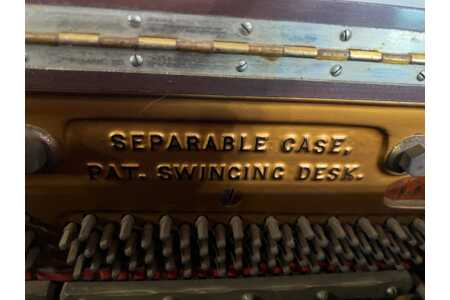 SEPARABLE CASE.
PAT. SWINGING DESK.